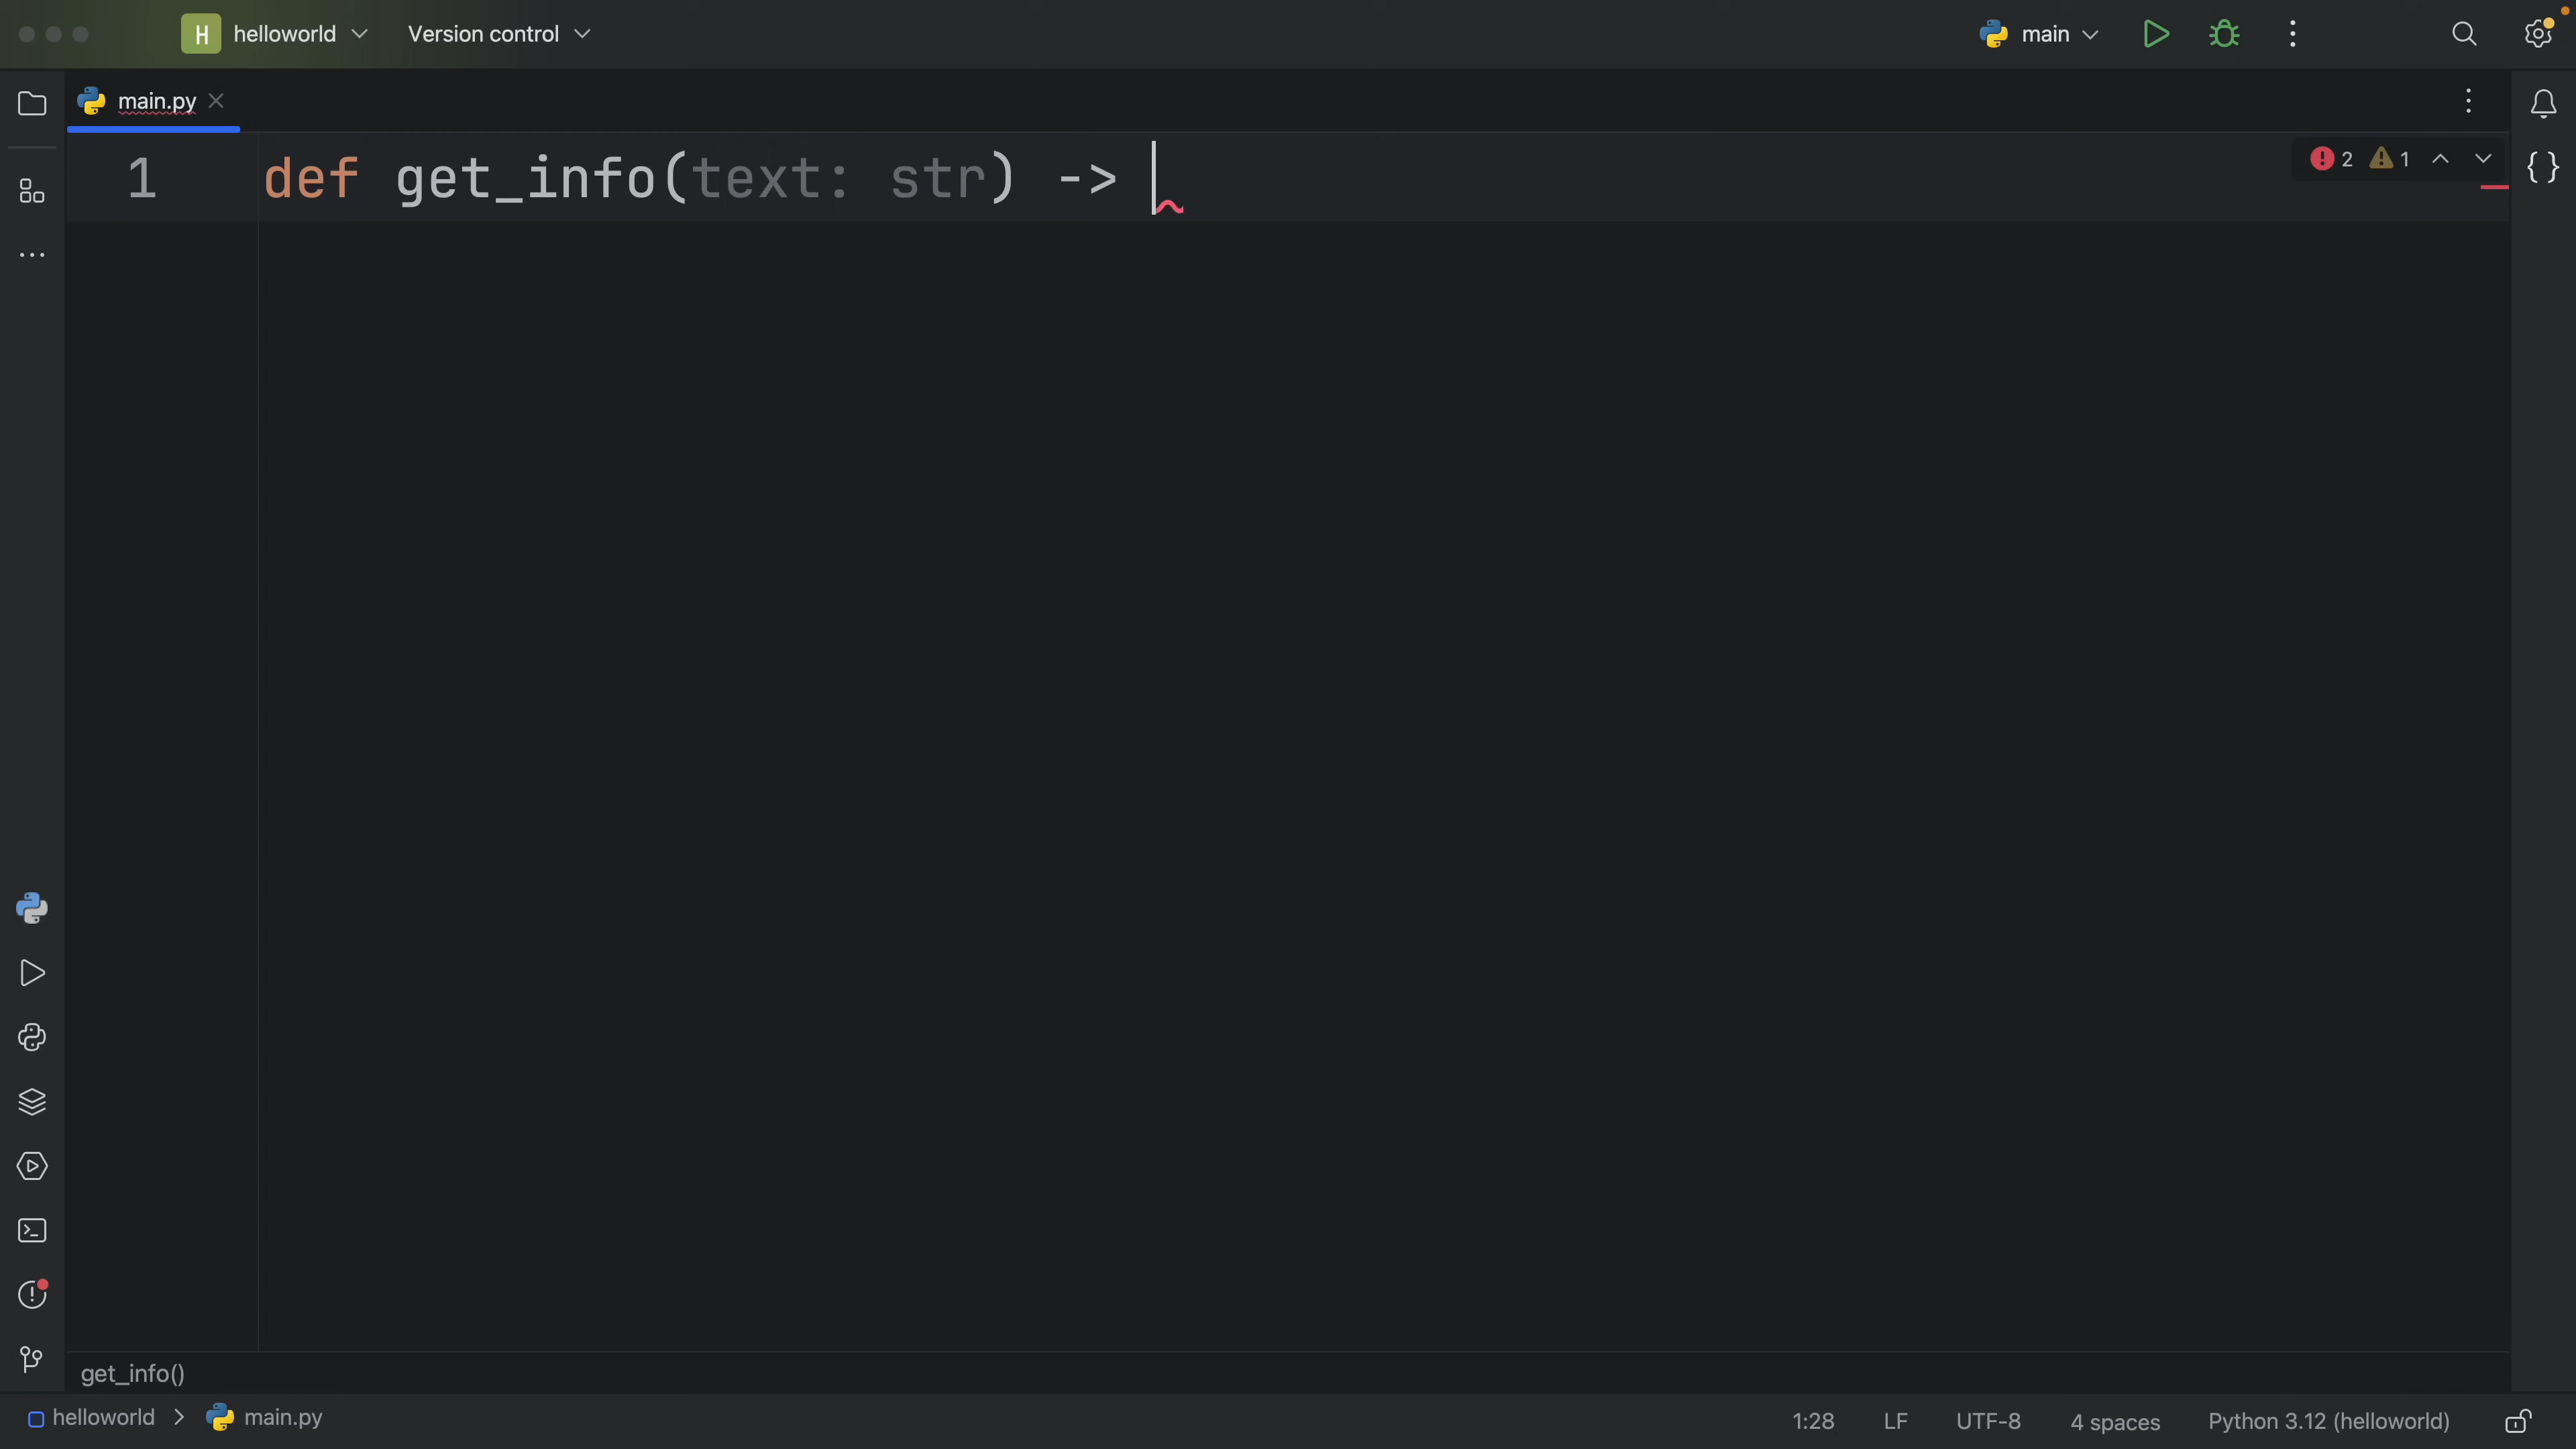 H helloworld Version control main
main.py
2 1
1 def get_info(text: str) ->
get_info()
helloworld > main.py 1:28 LF UTF-8 4 spaces Python 3.12 (helloworld)